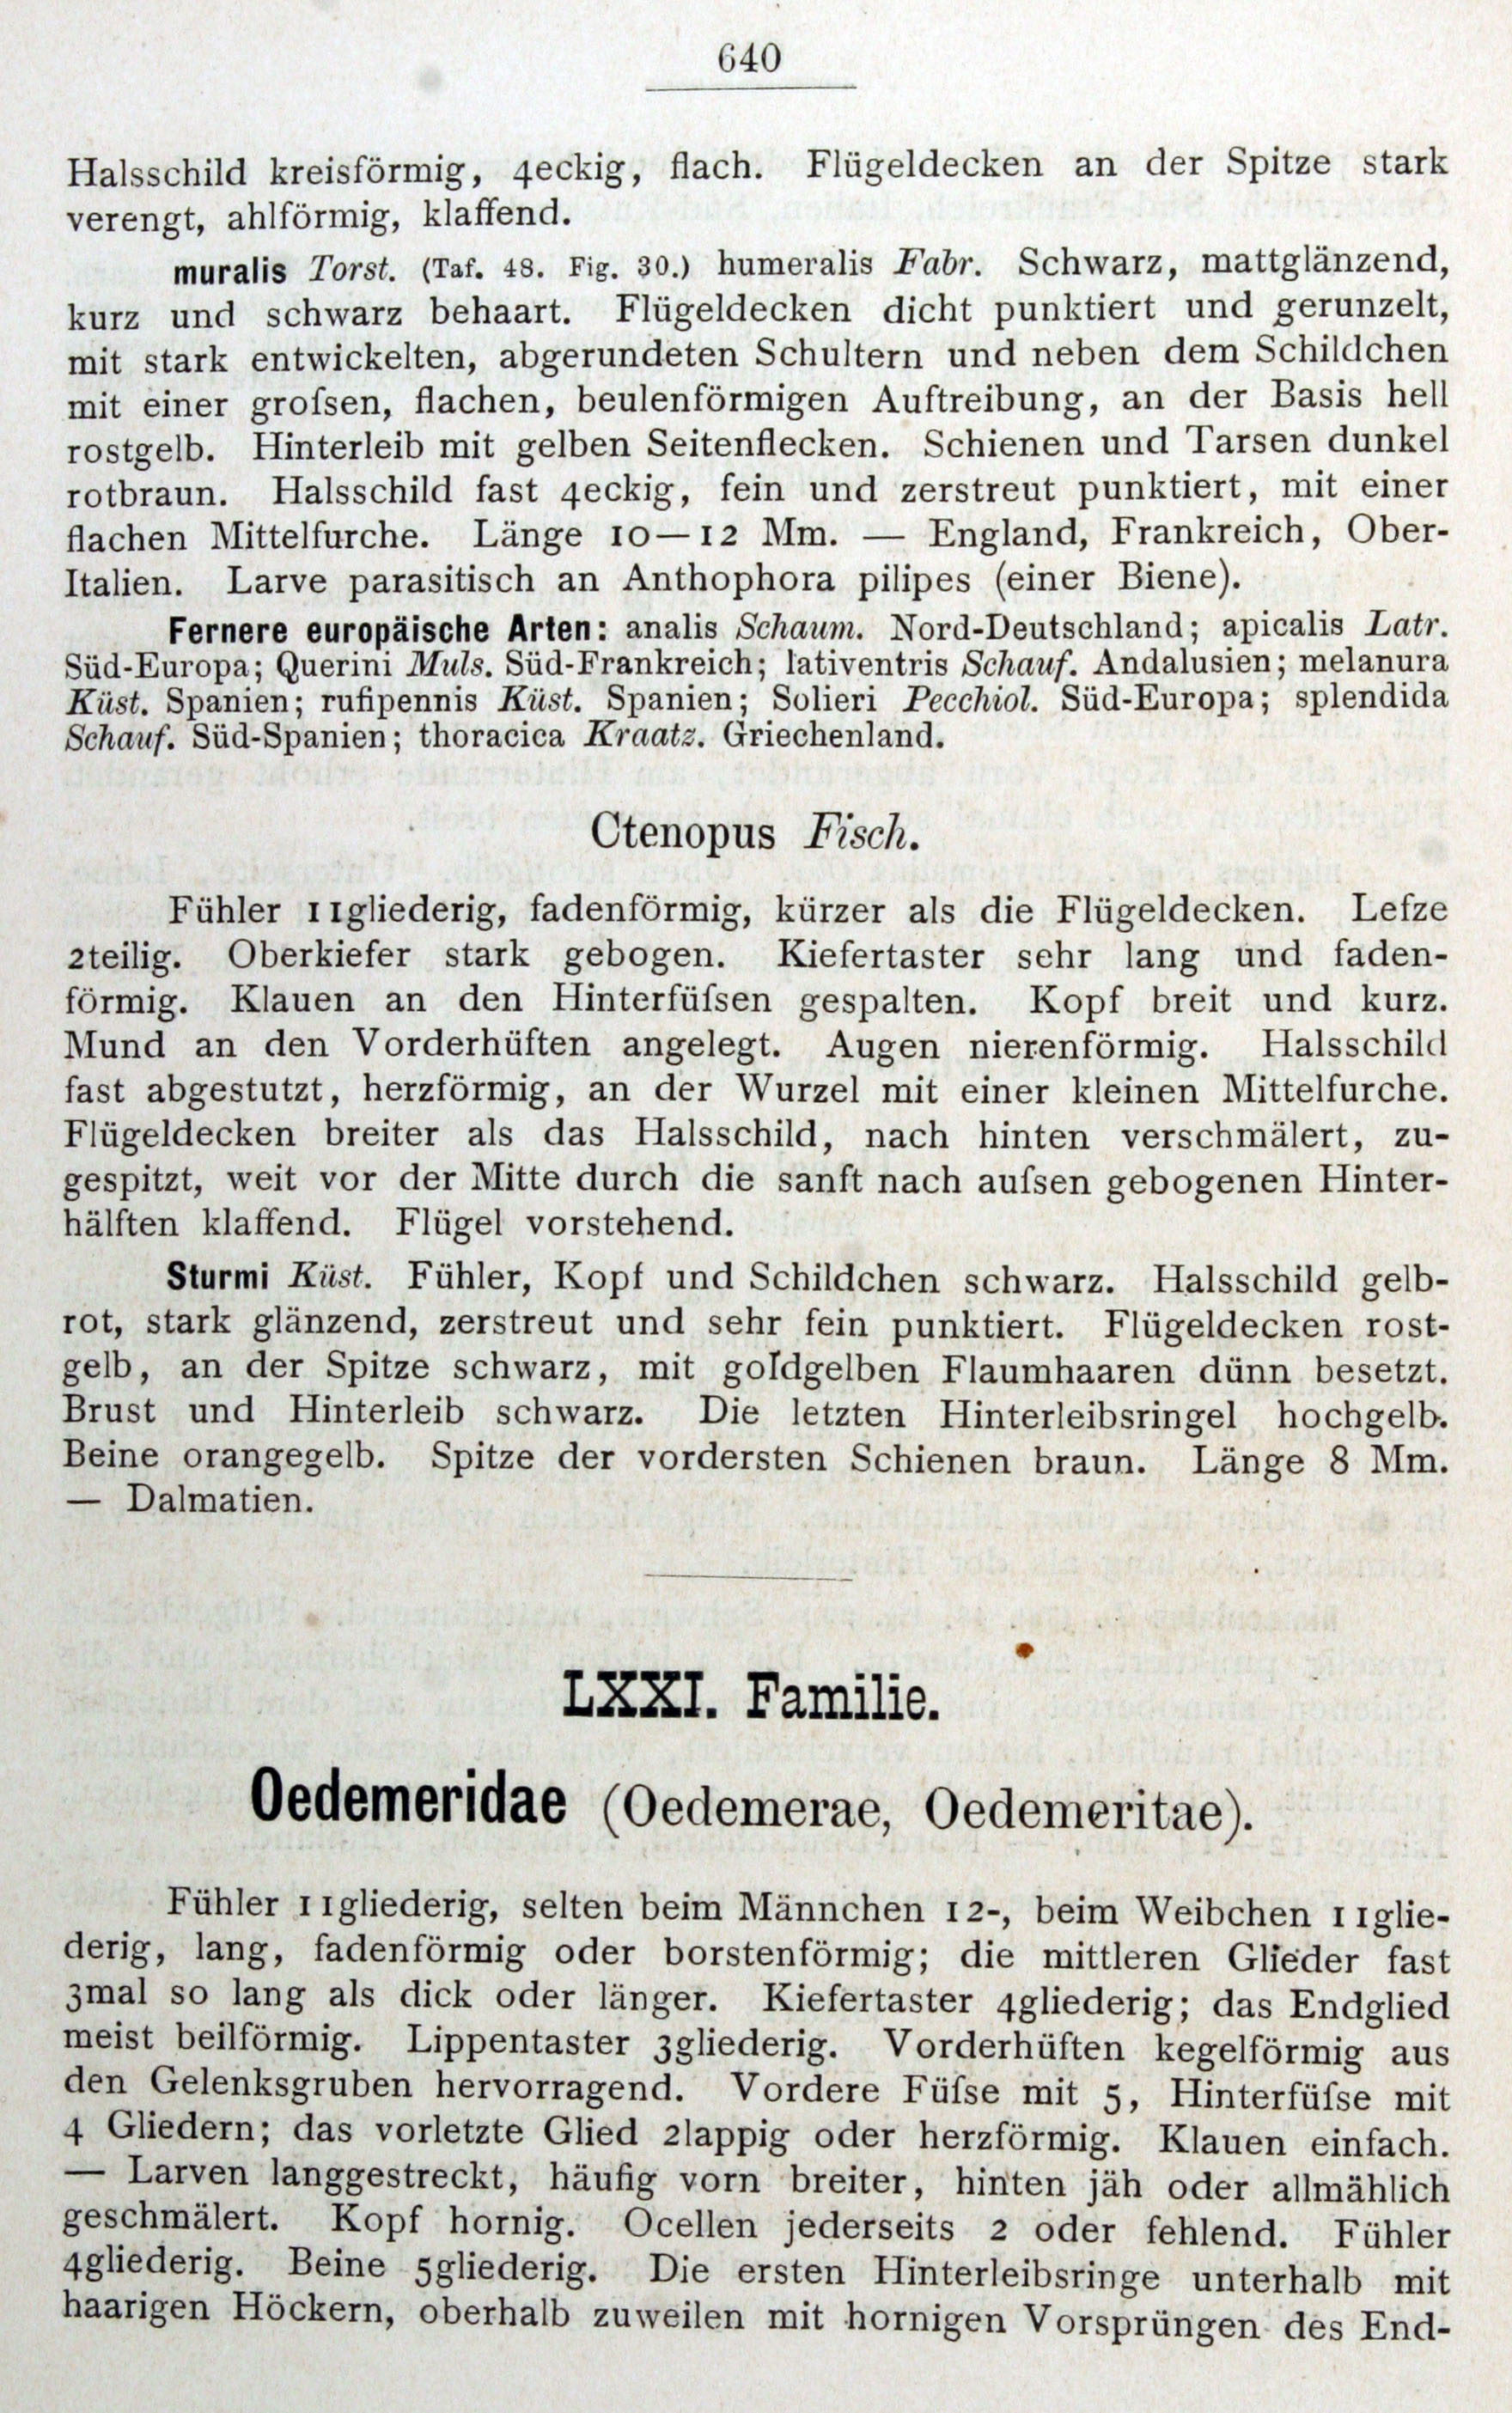 640
Halsschild kreisförmig, 4eckig, flach. Flügeldecken an der Spitze stark
verengt, ahlförmig, klaffend.
muralis Torst. (Taf. 48. Fig. 30.) humeralis Fabr. Schwarz, mattglänzend,
kurz und schwarz behaart. Flügeldecken dicht punktiert und gerunzelt,
mit stark entwickelten, abgerundeten Schultern und neben dem Schildchen
mit einer groſsen, flachen, beulenförmigen Auftreibung, an der Basis hell
rostgelb. Hinterleib mit gelben Seitenflecken. Schienen und Tarsen dunkel
rotbraun. Halsschild fast 4eckig, fein und zerstreut punktiert, mit einer
flachen Mittelfurche. Länge 10—12 Mm. — England, Frankreich, Ober-
Italien. Larve parasitisch an Anthophora pilipes (einer Biene).
Fernere europäische Arten: analis Schaum. Nord-Deutschland; apicalis Latr.
Süd-Europa; Querini Muls. Süd-Frankreich; lativentris Schauf. Andalusien; melanura
Küst. Spanien; rufipennis Küst. Spanien; Solieri Pecchiol. Süd-Europa; splendida
Schauf. Süd-Spanien; thoracica Kraatz. Griechenland.
Ctenopus Fisch.
Fühler 11gliederig, fadenförmig, kürzer als die Flügeldecken. Lefze
2teilig. Oberkiefer stark gebogen. Kiefertaster sehr lang und faden-
förmig. Klauen an den Hinterfüſsen gespalten. Kopf breit und kurz.
Mund an den Vorderhüften angelegt. Augen nierenförmig. Halsschild
fast abgestutzt, herzförmig, an der Wurzel mit einer kleinen Mittelfurche.
Flügeldecken breiter als das Halsschild, nach hinten verschmälert, zu-
gespitzt, weit vor der Mitte durch die sanft nach auſsen gebogenen Hinter-
hälften klaffend. Flügel vorstehend.
Sturmi Küst. Fühler, Kopf und Schildchen schwarz. Halsschild gelb-
rot, stark glänzend, zerstreut und sehr fein punktiert. Flügeldecken rost-
gelb, an der Spitze schwarz, mit goldgelben Flaumhaaren dünn besetzt.
Brust und Hinterleib schwarz. Die letzten Hinterleibsringel hochgelb.
Beine orangegelb. Spitze der vordersten Schienen braun. Länge 8 Mm.
— Dalmatien.
LXXI. Familie.
Oedemeridae (Oedemerae, Oedemeritae).
Fühler 11gliederig, selten beim Männchen 12-, beim Weibchen 11glie-
derig, lang, fadenförmig oder borstenförmig; die mittleren Glieder fast
3mal so lang als dick oder länger. Kiefertaster 4gliederig; das Endglied
meist beilförmig. Lippentaster 3gliederig. Vorderhüften kegelförmig aus
den Gelenksgruben hervorragend. Vordere Füſse mit 5, Hinterfüſse mit
4 Gliedern; das vorletzte Glied 2lappig oder herzförmig. Klauen einfach.
— Larven langgestreckt, häufig vorn breiter, hinten jäh oder allmählich
geschmälert. Kopf hornig. Ocellen jederseits 2 oder fehlend. Fühler
4gliederig. Beine 5gliederig. Die ersten Hinterleibsringe unterhalb mit
haarigen Höckern, oberhalb zuweilen mit hornigen Vorsprüngen des End-